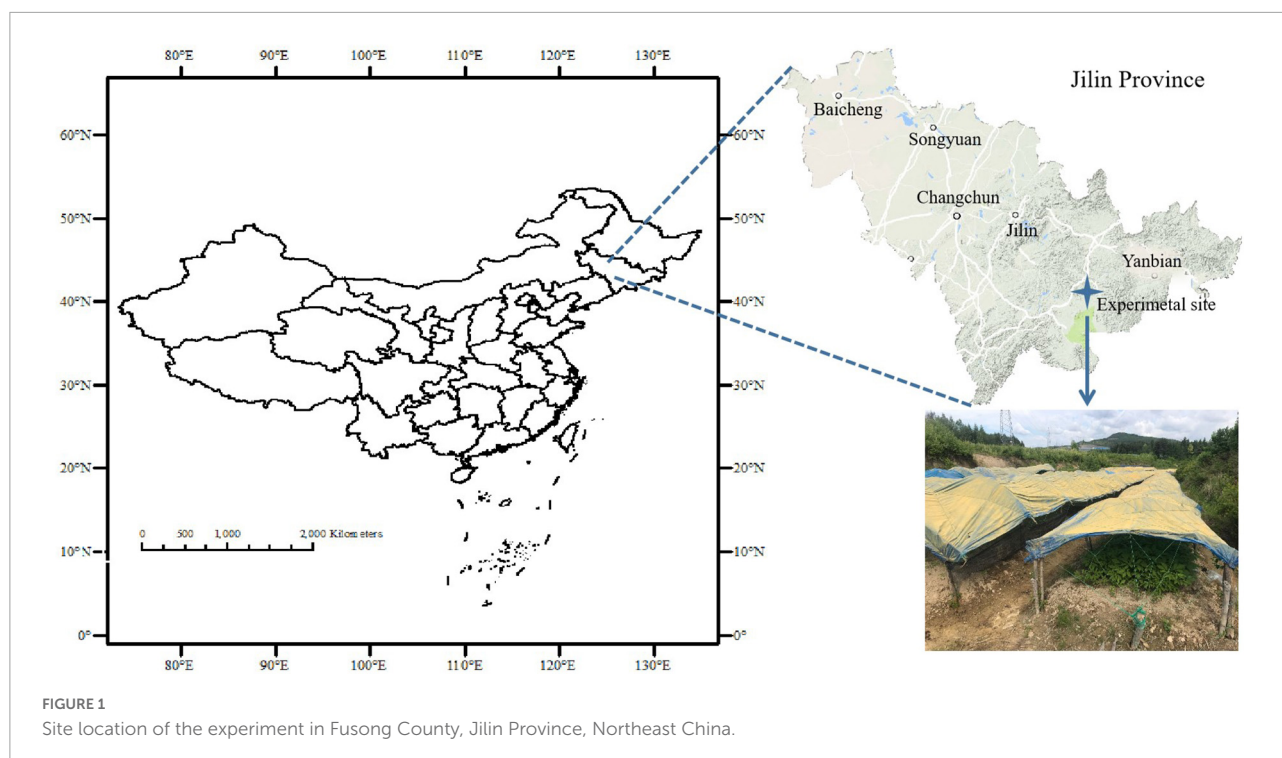 80°E 90°E 100°E 110°E 120°E 130°E
60°N 60°N
50°N 50°N
40°N 40°N
30°N 30°N
20°N 20°N
10°N 10°N
0° 0°
0 500 1,000 2,000 Kilometers
80°E 90°E 100°E 110°E 120°E 130°E
Jilin Province
Baicheng
Songyuan
Changchun
Jilin
Yanbian
Experimetal site
FIGURE 1
Site location of the experiment in Fusong County, Jilin Province, Northeast China.